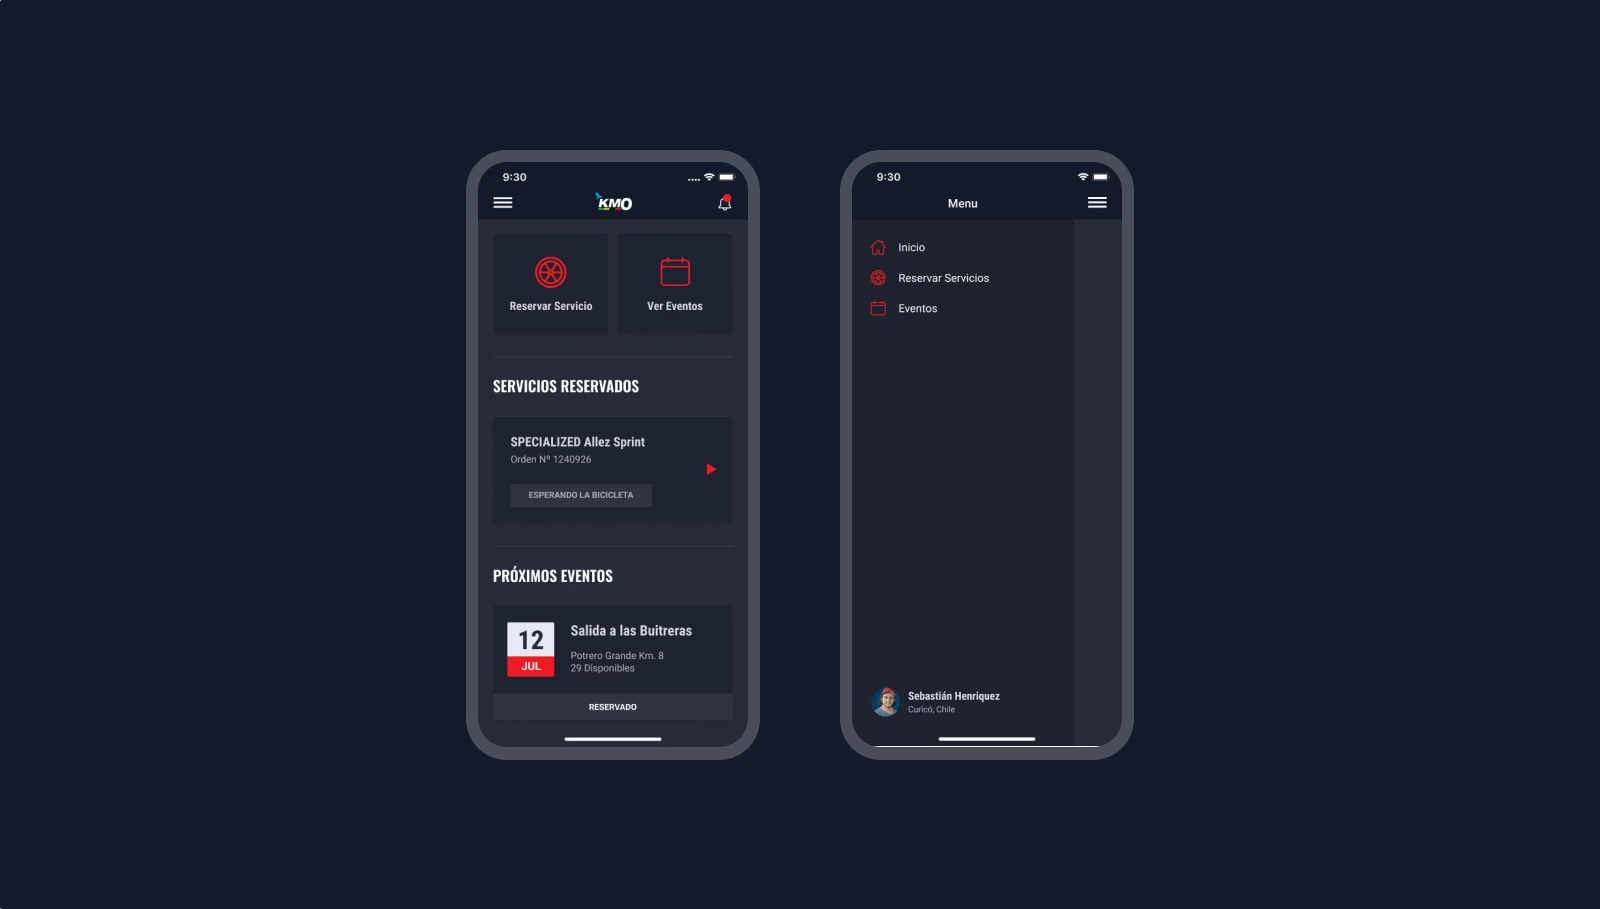 9:30
KM0
Reservar Servicio
Ver Eventos
SERVICIOS RESERVADOS
SPECIALIZED Allez Sprint
Orden Nº 1240926
ESPERANDO LA BICICLETA
PRÓXIMOS EVENTOS
12
JUL
Salida a las Buitreras
Potrero Grande Km. 8
29 Disponibles
RESERVADO
9:30
Menu
Inicio
Reservar Servicios
Eventos
Sebastián Henriquez
Curicó, Chile